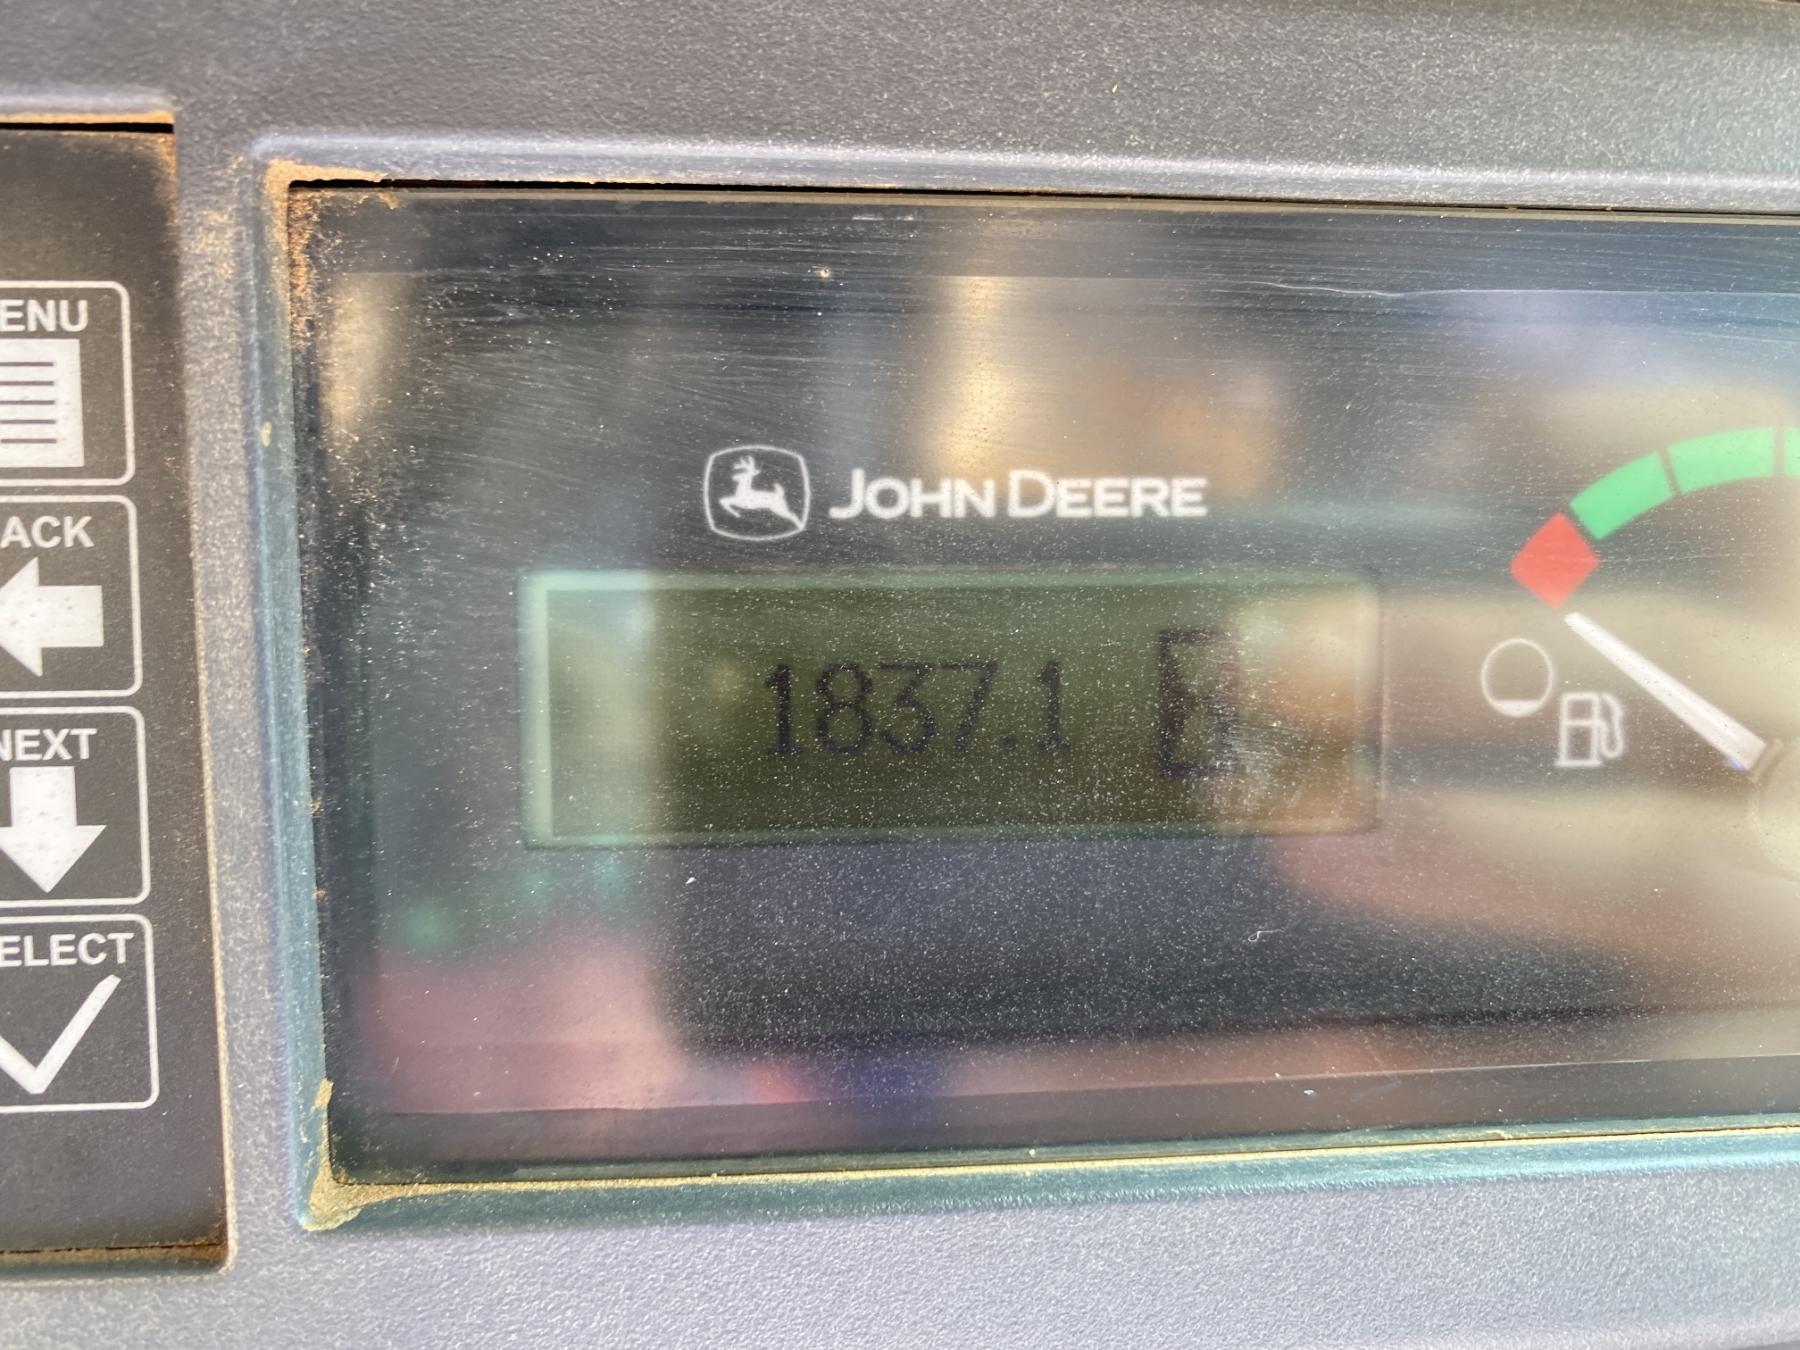 ENU
ACK
NEXT
ELECT
JOHN DEERE
1837.1